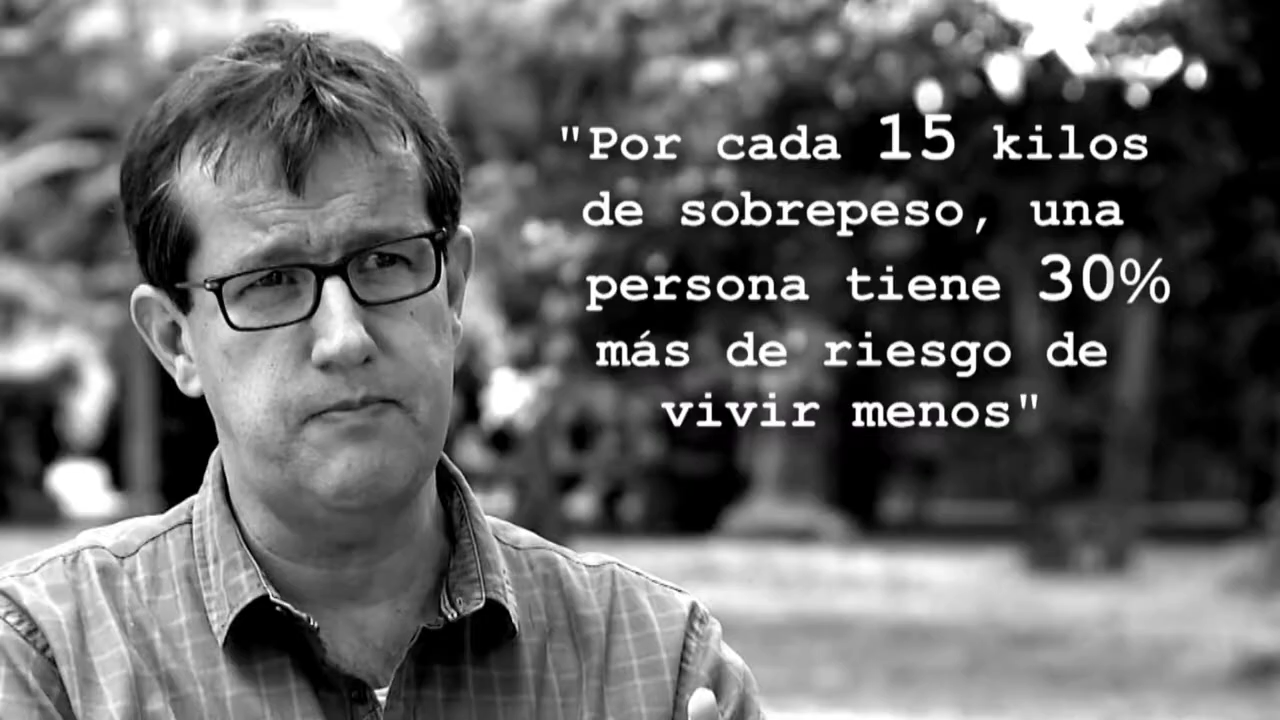 "Por cada 15 kilos
de sobrepeso, una
persona tiene 30%
más de riesgo de
vivir menos"